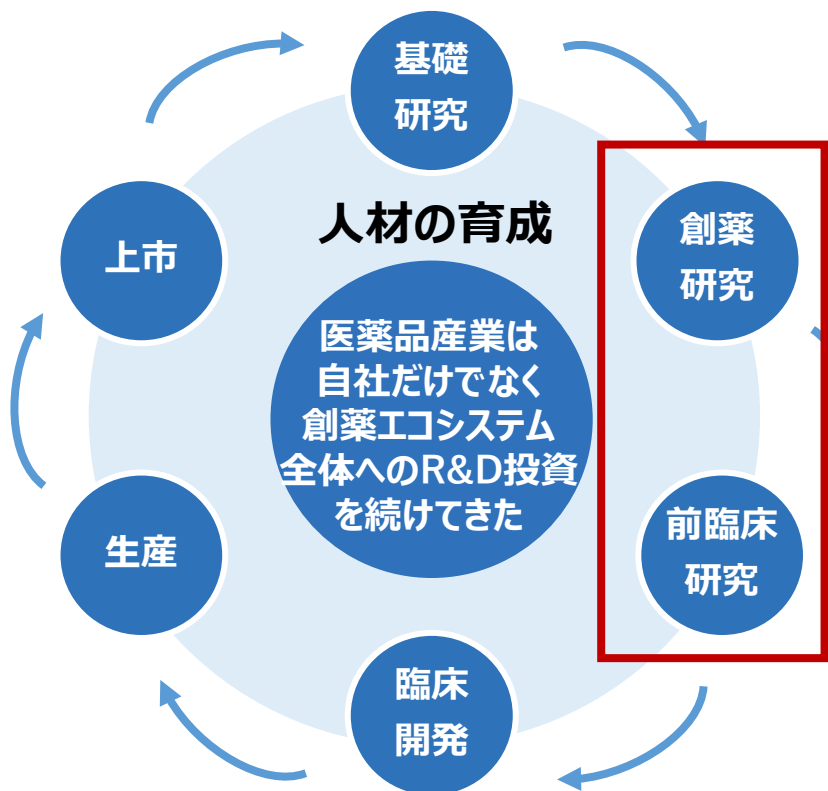 基礎
研究
人材の育成
創薬
研究
上市
医薬品産業は
自社だけでなく
創薬エコシステム
全体へのR&D投資
を続けてきた
前臨床
研究
生産
臨床
開発